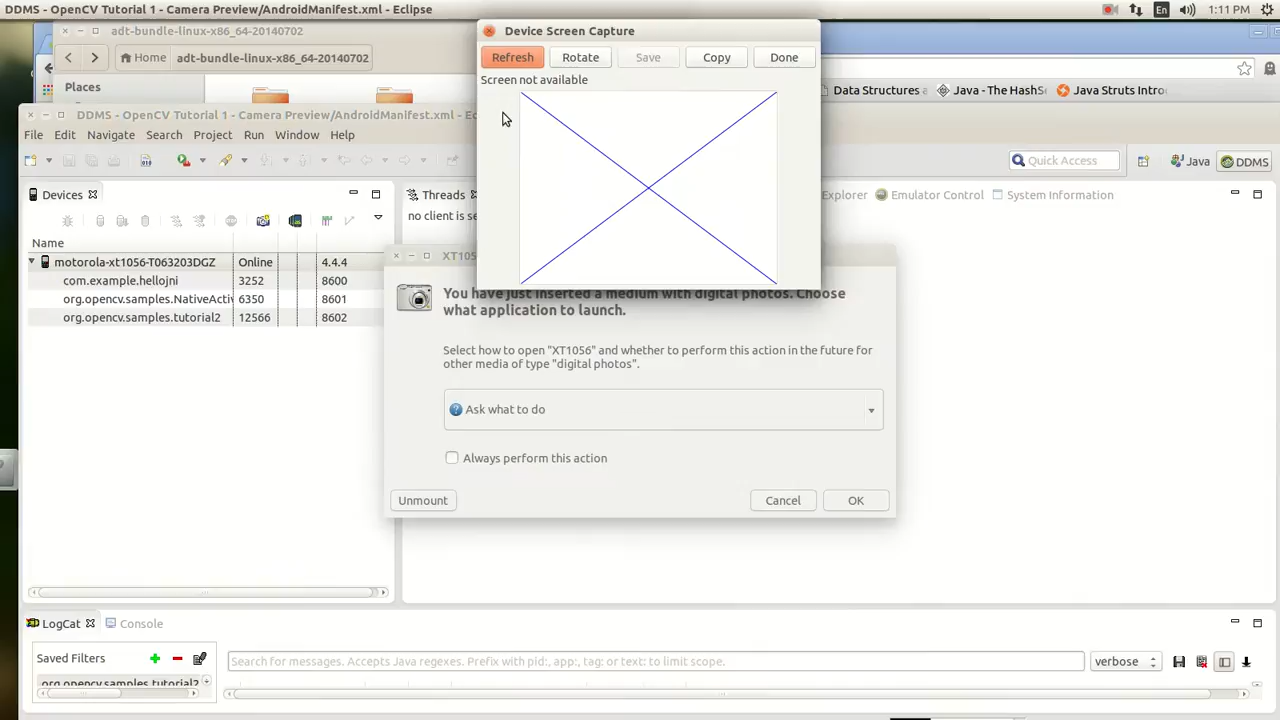 DDMS - OpenCV Tutorial 1 - Camera Preview/AndroidManifest.xml - Eclipse
En
1:11 PM
adt-bundle-linux-x86_64-20140702
Device Screen Capture
Home
adt-bundle-linux-x86_64-20140702
Refresh
Rotate
Save
Copy
Done
Screen not available
Places
Data Structures a
Java - The HashS
Java Struts Intro
DDMS - OpenCV Tutorial 1 - Camera Preview/AndroidManifest.xml - Ec
File Edit Navigate Search Project Run Window Help
Quick Access
Java
DDMS
Devices
Threads
Explorer
Emulator Control
System Information
no client is se
Name
motorola-xt1056-T063203DGZ Online 4.4.4
com.example.hellojni 3252 8600
org.opencv.samples.NativeActiv 6350 8601
org.opencv.samples.tutorial2 12566 8602
XT105
You have just inserted a medium with digital photos. Choose
what application to launch.
Select how to open "XT1056" and whether to perform this action in the future for
other media of type "digital photos".
Ask what to do
Always perform this action
Unmount
Cancel
OK
LogCat
Console
Saved Filters
Search for messages. Accepts Java regexes. Prefix with pid:, app:, tag: or text: to limit scope.
verbose
org.opencv.samples.tutorial2